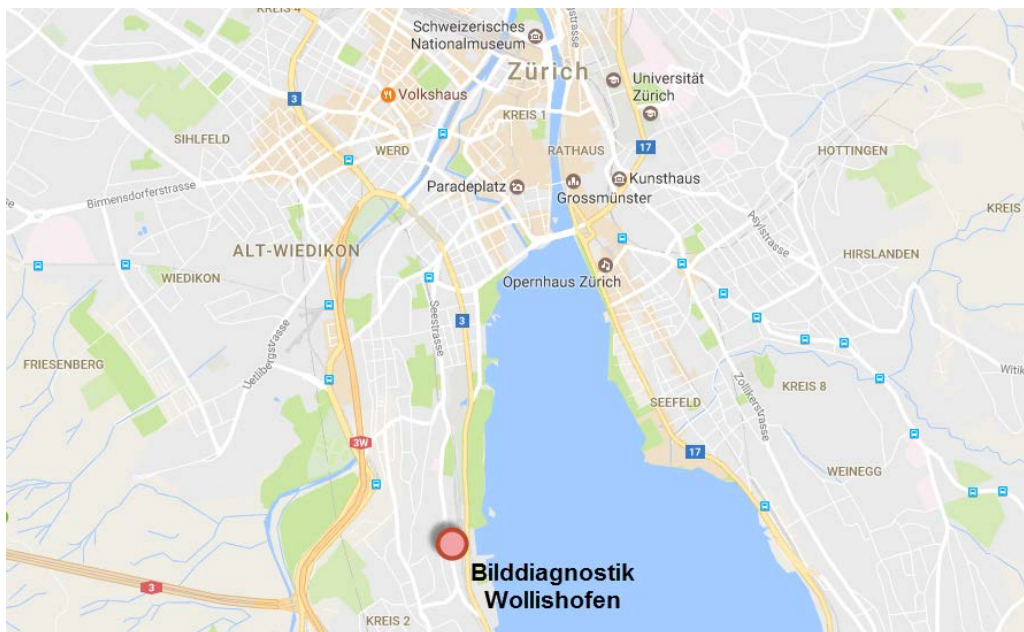 KREIS 4
Schweizerisches
Nationalmuseum
Zürich
Universität
Zürich
3
Volkshaus
KREIS 1
SIHLFELD
WERD
RATHAUS
17
HOTTINGEN
Birmensdorferstrasse
Paradeplatz
Kunsthaus
Grossmünster
KREIS
Asylstrasse
ALT-WIEDIKON
HIRSLANDEN
WIEDIKON
Opernhaus Zürich
Seestrasse
3
Uetlibergstrasse
FRIESENBERG
Witik
Zollikerstrasse
KREIS 8
SEEFELD
3W
17
WEINEGG
Bilddiagnostik
Wollishofen
3
KREIS 2